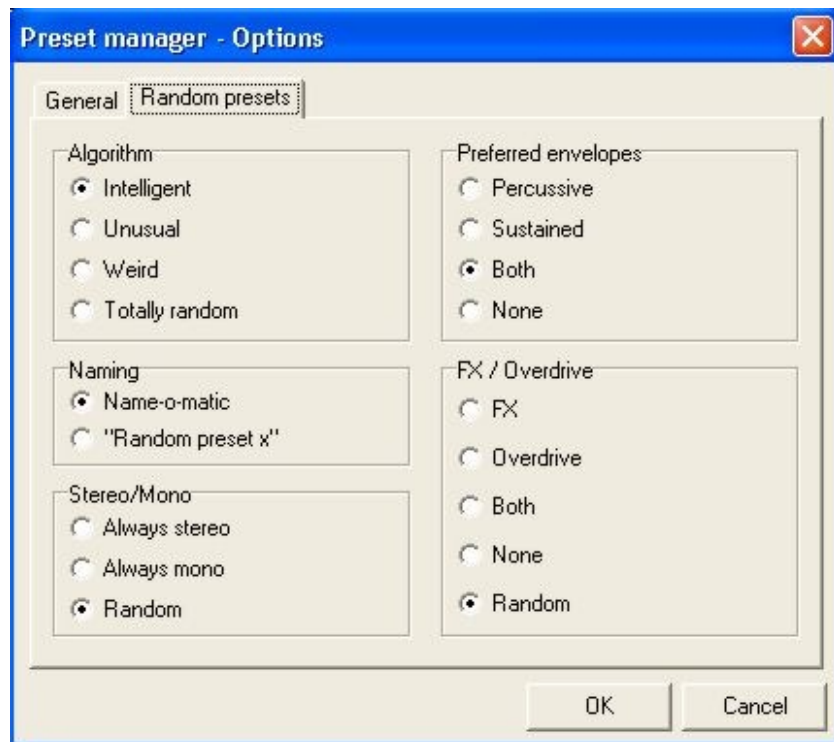 Preset manager - Options
General
Random presets
Algorithm
Intelligent
Unusual
Weird
Totally random
Naming
Name-o-matic
"Random preset x"
Stereo/Mono
Always stereo
Always mono
Random
Preferred envelopes
Percussive
Sustained
Both
None
FX / Overdrive
FX
Overdrive
Both
None
Random
OK
Cancel